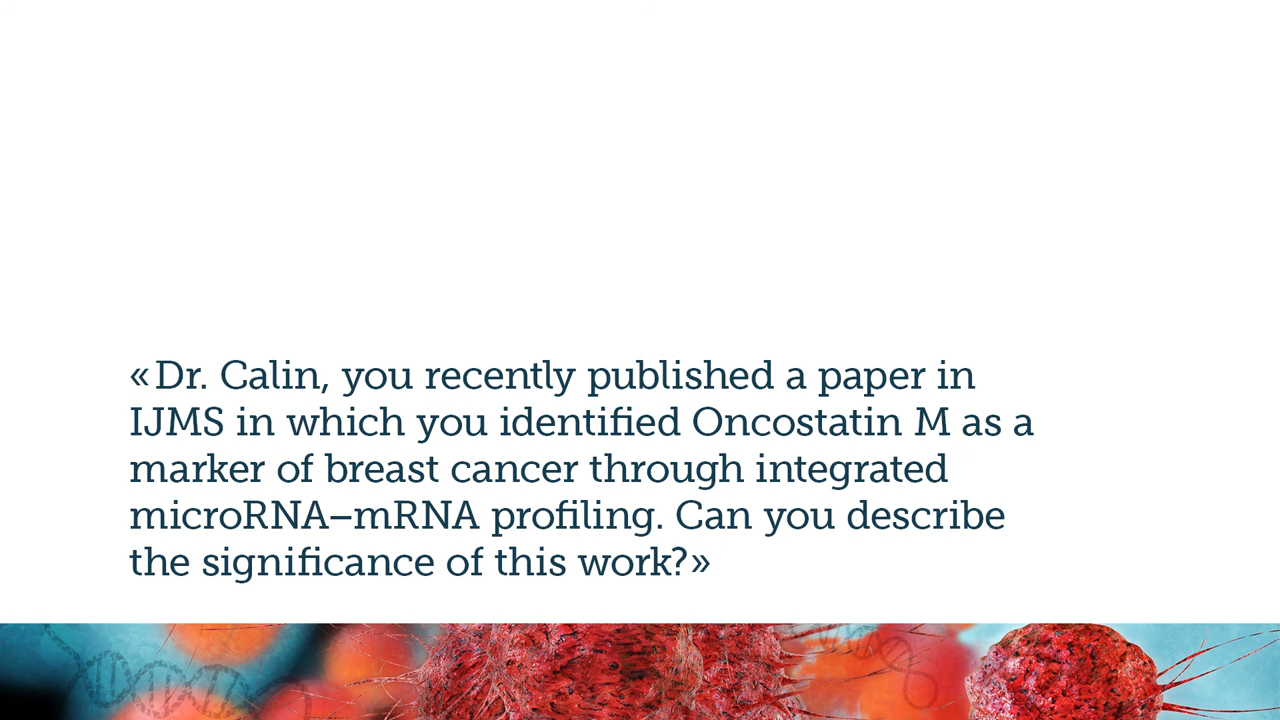 «Dr. Calin, you recently published a paper in
IJMS in which you identified Oncostatin M as a
marker of breast cancer through integrated
microRNA–mRNA profiling. Can you describe
the significance of this work?»